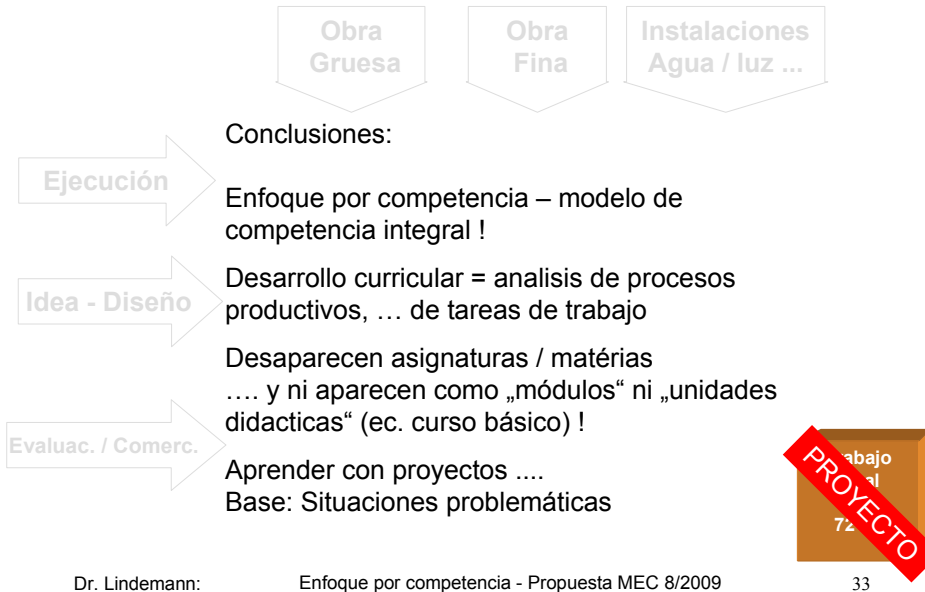 Obra
Gruesa
Obra
Fina
Instalaciones
Agua / luz ...
Conclusiones:
Ejecución
Enfoque por competencia – modelo de
competencia integral !
Idea - Diseño
Desarrollo curricular = analisis de procesos
productivos, … de tareas de trabajo
Desaparecen asignaturas / matérias
…. y ni aparecen como „módulos“ ni „unidades
didacticas“ (ec. curso básico) !
Evaluac. / Comerc.
Aprender con proyectos ....
Base: Situaciones problemáticas
PROYECTO
72
Dr. Lindemann:
Enfoque por competencia - Propuesta MEC 8/2009
33